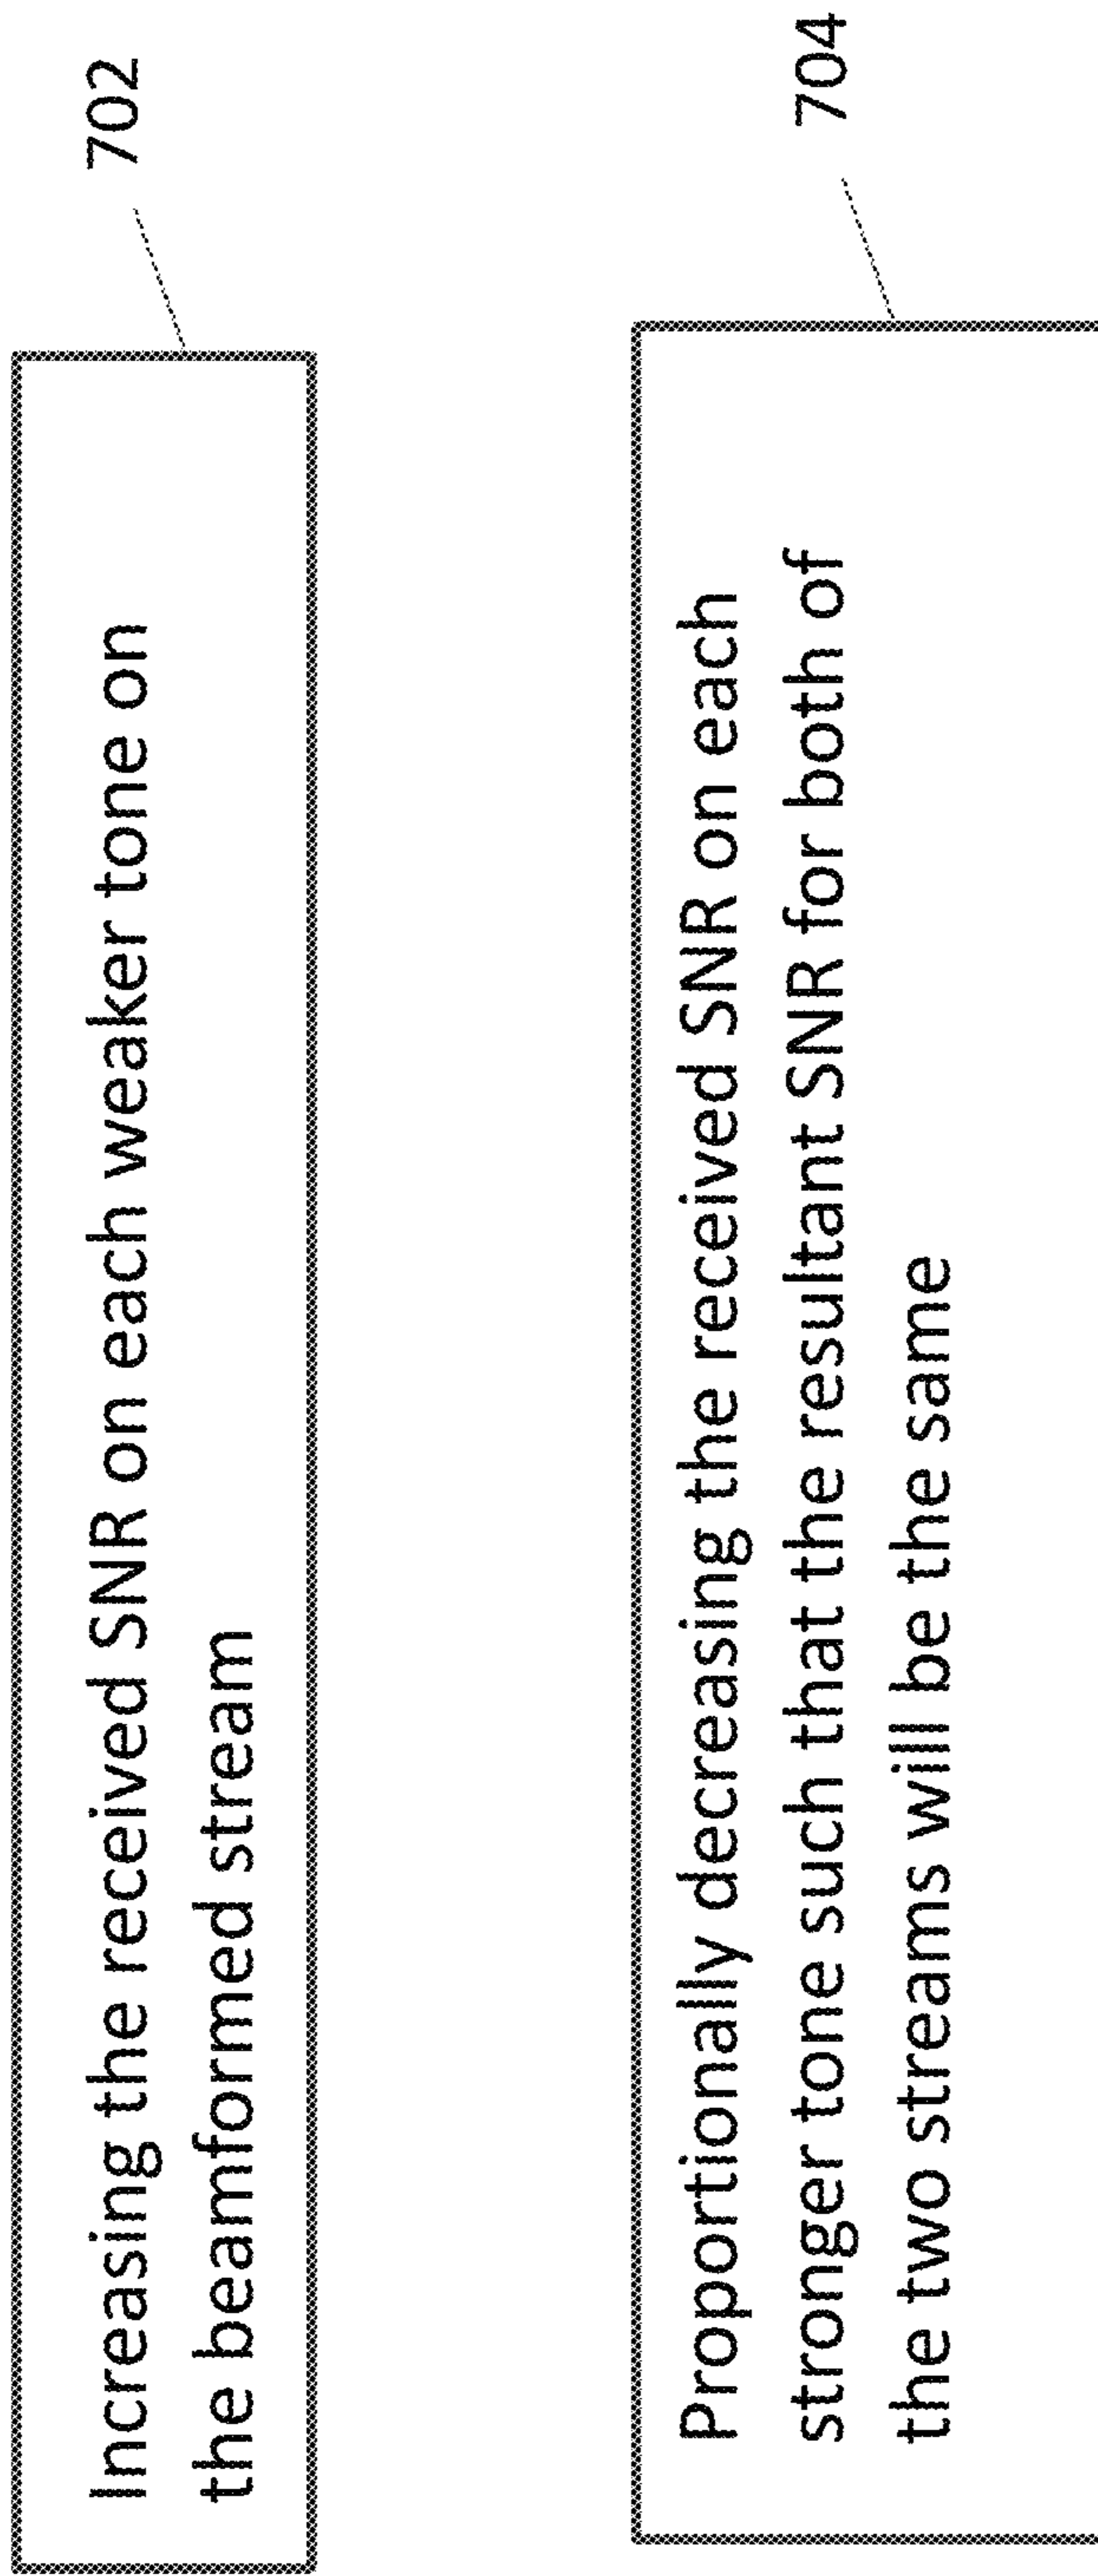 Increasing the received SNR on each weaker tone on
the beamformed stream
702
Proportionally decreasing the received SNR on each
stronger tone such that the resultant SNR for both of
the two streams will be the same
704